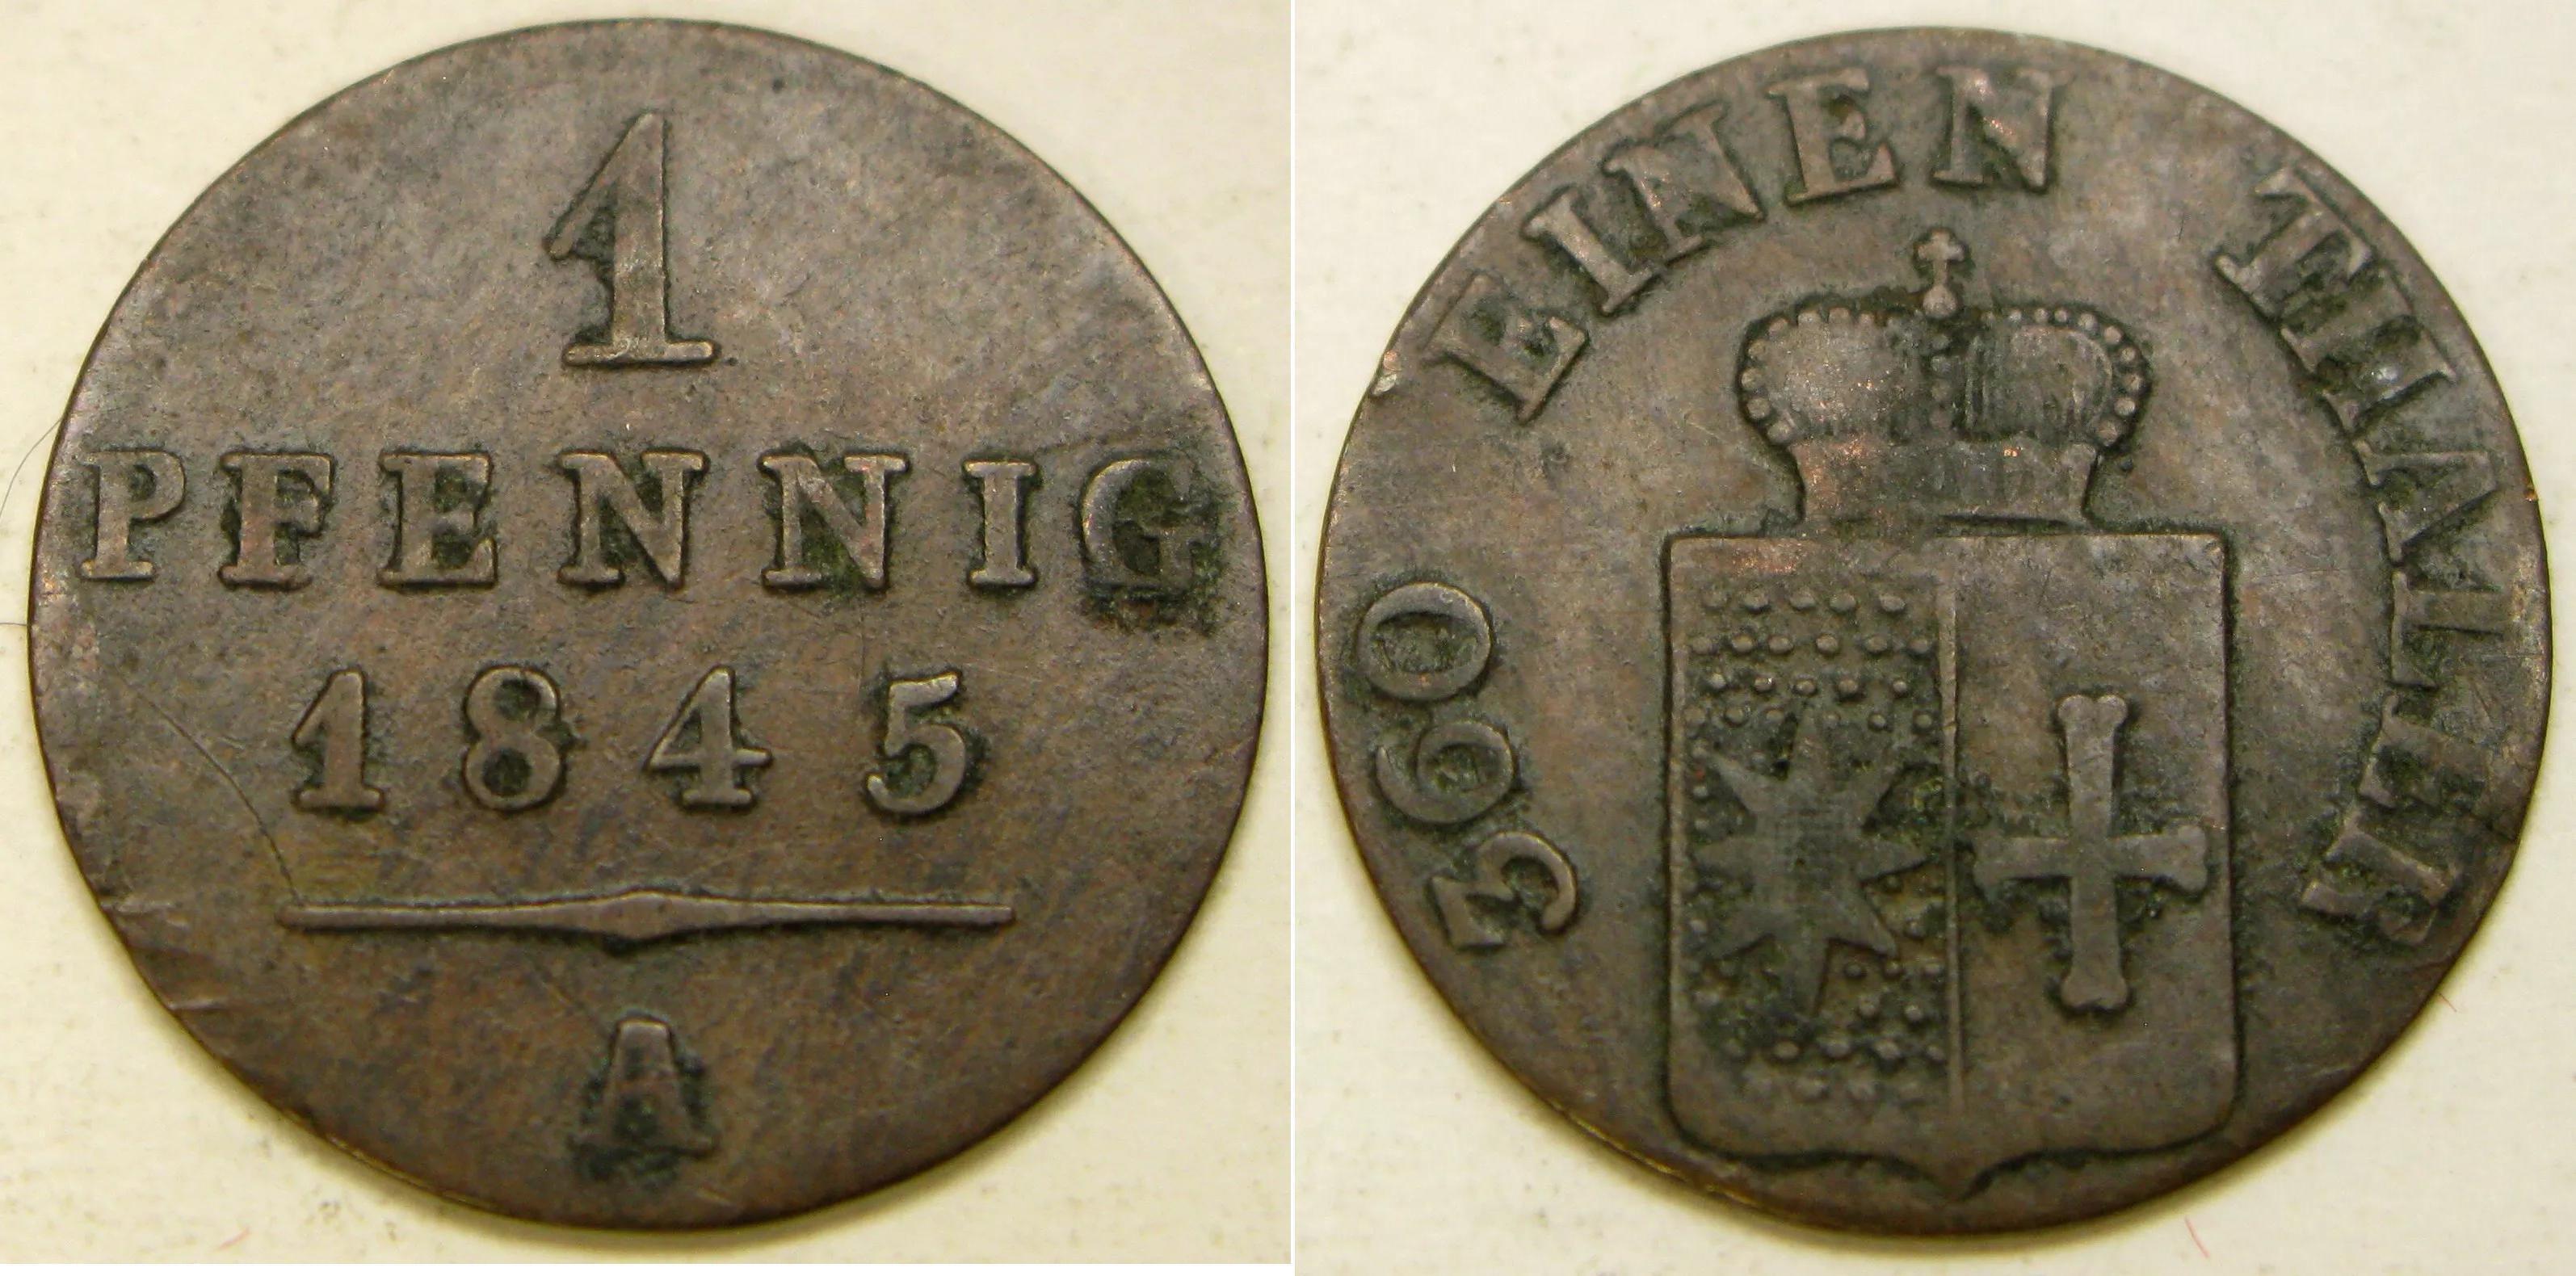 1
PFENNIG
1845
A
360 EINEN THALER